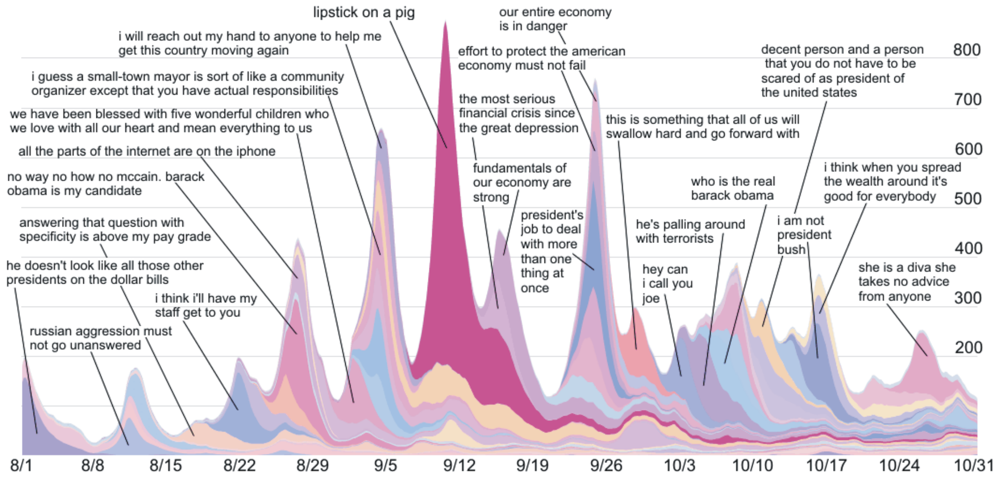 lipstick on a pig
our entire economy
is in danger
i will reach out my hand to anyone to help me
get this country moving again
effort to protect the american
economy must not fail
decent person and a person
that you do not have to be
scared of as president of
the united states
i guess a small-town mayor is sort of like a community
organizer except that you have actual responsibilities
the most serious
financial crisis since
the great depression
we have been blessed with five wonderful children who
we love with all our heart and mean everything to us
this is something that all of us will
swallow hard and go forward with
all the parts of the internet are on the iphone
fundamentals of
our economy are
strong
i think when you spread
the wealth around it's
good for everybody
no way no how no mccain. barack
obama is my candidate
who is the real
barack obama
president's
job to deal
with more
than one
thing at
once
he's palling around
with terrorists
i am not
president
bush
answering that question with
specificity is above my pay grade
he doesn't look like all those other
presidents on the dollar bills
hey can
i call you
joe
she is a diva she
takes no advice
from anyone
i think i'll have my
staff get to you
russian aggression must
not go unanswered
800
700
600
500
400
300
200
8/1 8/8 8/15 8/22 8/29 9/5 9/12 9/19 9/26 10/3 10/10 10/17 10/24 10/31